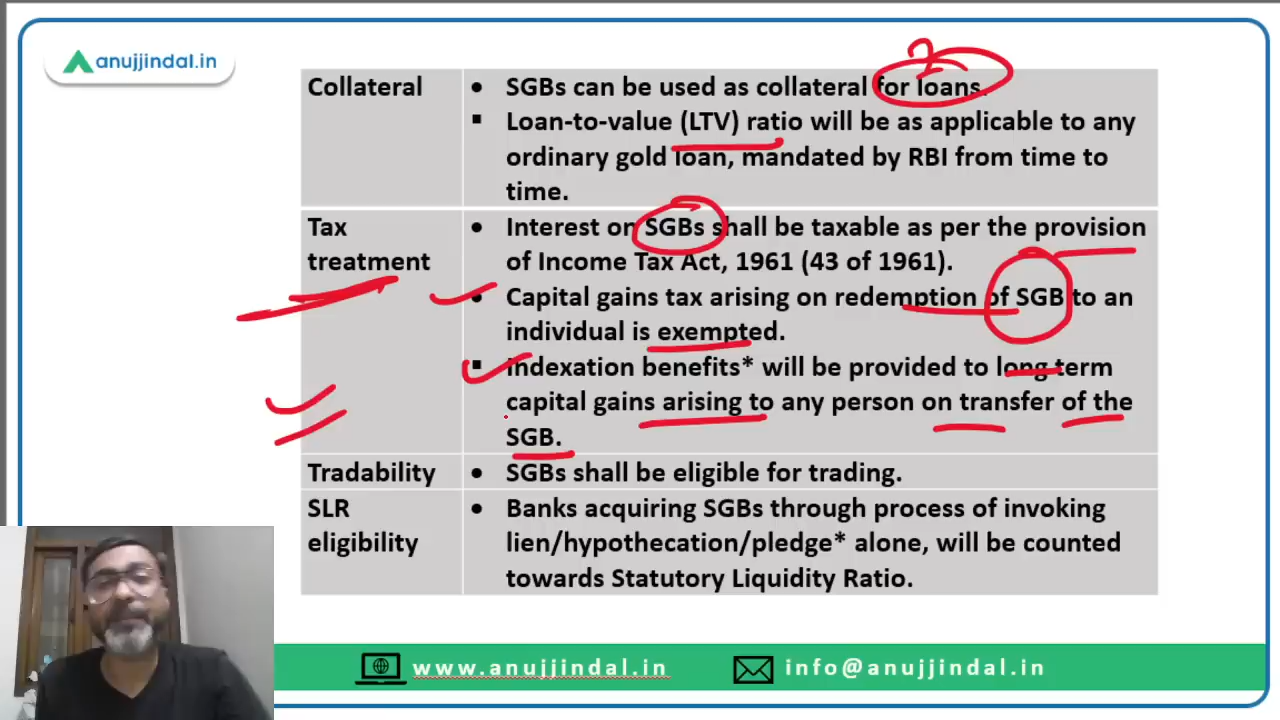 anujjindal.in
Collateral
• SGBs can be used as collateral for loans.
▪ Loan-to-value (LTV) ratio will be as applicable to any
ordinary gold loan, mandated by RBI from time to
time.
Tax
treatment
• Interest on SGBs shall be taxable as per the provision
of Income Tax Act, 1961 (43 of 1961).
• Capital gains tax arising on redemption of SGB to an
individual is exempted.
▪ Indexation benefits* will be provided to long term
capital gains arising to any person on transfer of the
SGB.
Tradability
• SGBs shall be eligible for trading.
SLR
eligibility
• Banks acquiring SGBs through process of invoking
lien/hypothecation/pledge* alone, will be counted
towards Statutory Liquidity Ratio.
www.anujjindal.in
info@anujjindal.in